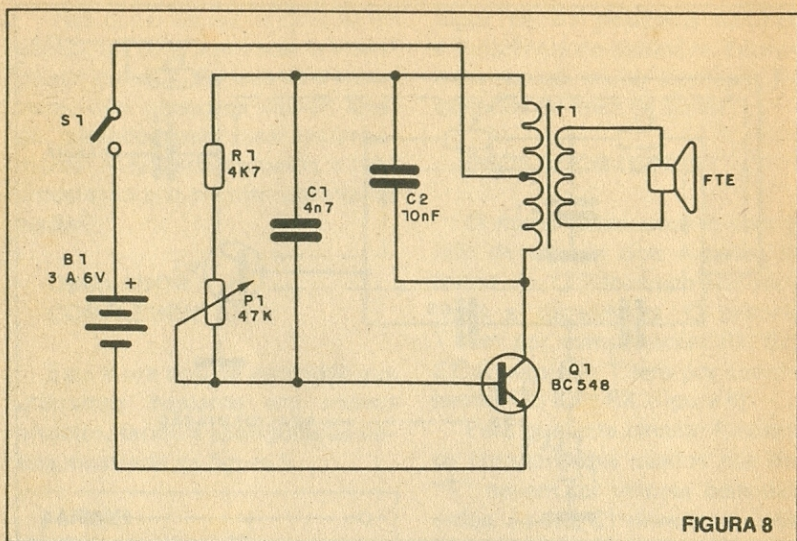 S1
R1
4K7
C1
4n7
C2
10nF
T1
FTE
B1
3 A 6V
+
P1
47K
Q1
BC548
FIGURA 8